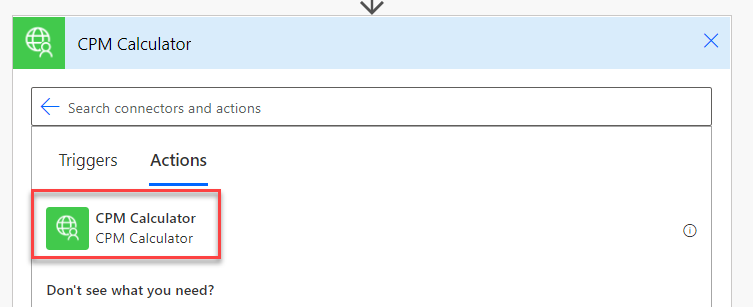 CPM Calculator
Search connectors and actions
Triggers Actions
CPM Calculator
CPM Calculator
Don't see what you need?